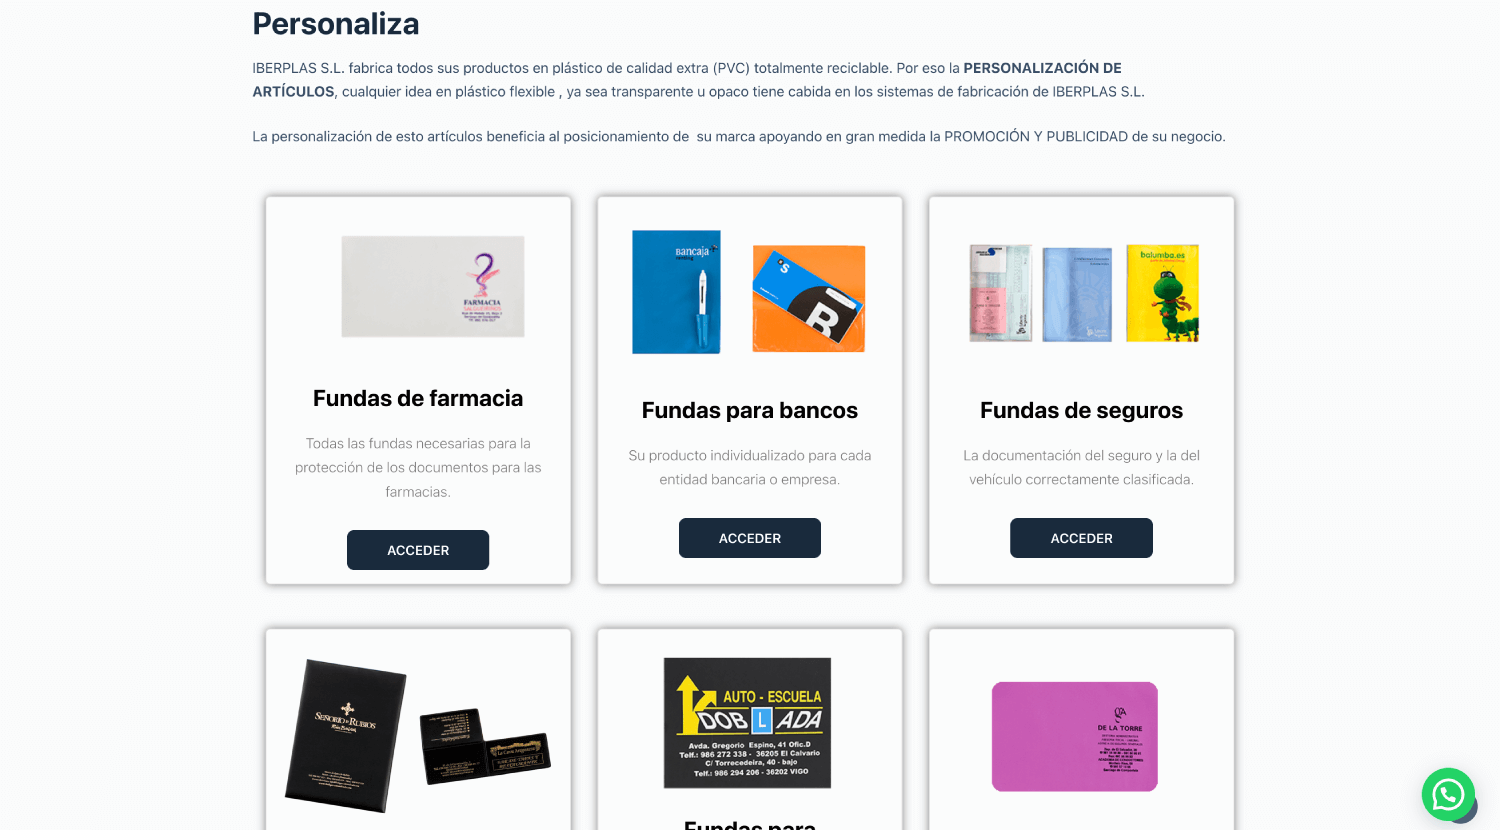 Personaliza
IBERPLAS S.L. fabrica todos sus productos en plástico de calidad extra (PVC) totalmente reciclable. Por eso la PERSONALIZACIÓN DE
ARTÍCULOS, cualquier idea en plástico flexible , ya sea transparente u opaco tiene cabida en los sistemas de fabricación de IBERPLAS S.L.
La personalización de esto artículos beneficia al posicionamiento de su marca apoyando en gran medida la PROMOCIÓN Y PUBLICIDAD de su negocio.
FARMACIA
Bancaja
B
S
balumba.es
Fundas de farmacia
Todas las fundas necesarias para la
protección de los documentos para las
farmacias.
ACCEDER
Fundas para bancos
Su producto individualizado para cada
entidad bancaria o empresa.
ACCEDER
Fundas de seguros
La documentación del seguro y la del
vehículo correctamente clasificada.
ACCEDER
SEÑORIO DE RUBIOS
La Cava Argentina
AUTO - ESCUELA
DOBLADA
Avda. Gregorio Espino, 41 Ofic.D
Telf.: 986 272 338 - 36205 El Calvario
C/ Torrecedeira, 40 - bajo
Telf.: 986 294 206 - 36202 VIGO
DE LA TORRE
Fundas para